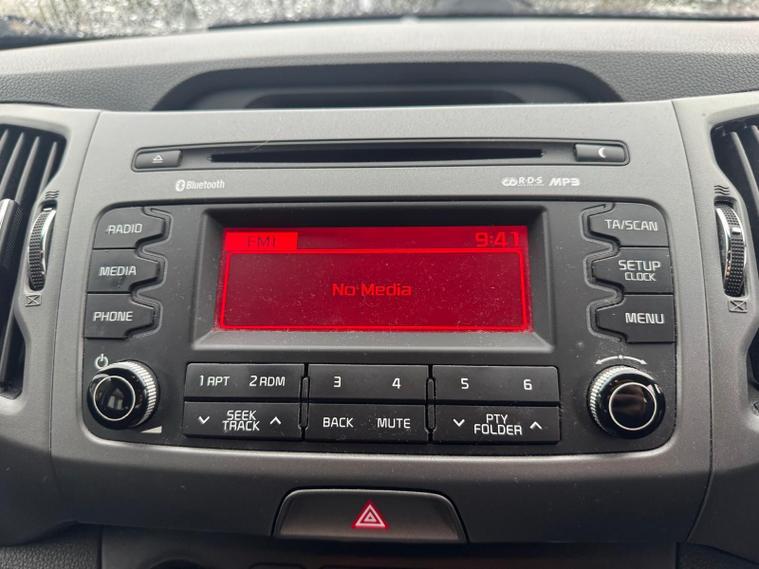 Bluetooth
R·D·S MP3
RADIO
TA/SCAN
FM1 9:41
MEDIA
No Media
SETUP
CLOCK
PHONE
MENU
1 APT 2 RDM 3 4 5 6
SEEK
TRACK
BACK MUTE
PTY
FOLDER